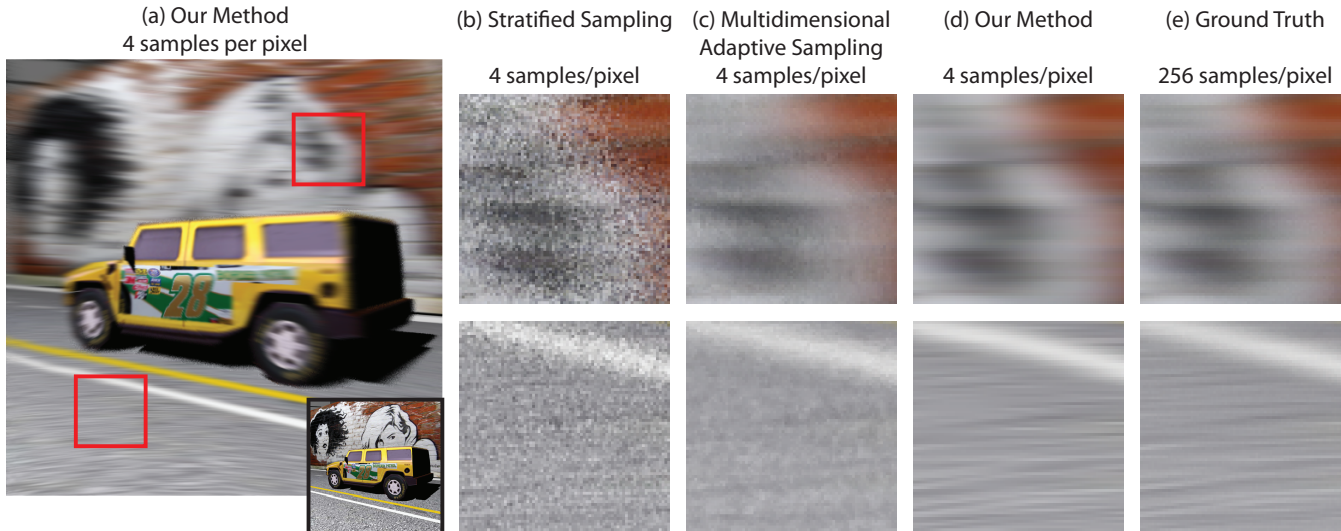 (a) Our Method
4 samples per pixel
(b) Stratified Sampling
4 samples/pixel
(c) Multidimensional
Adaptive Sampling
4 samples/pixel
(d) Our Method
4 samples/pixel
(e) Ground Truth
256 samples/pixel
28